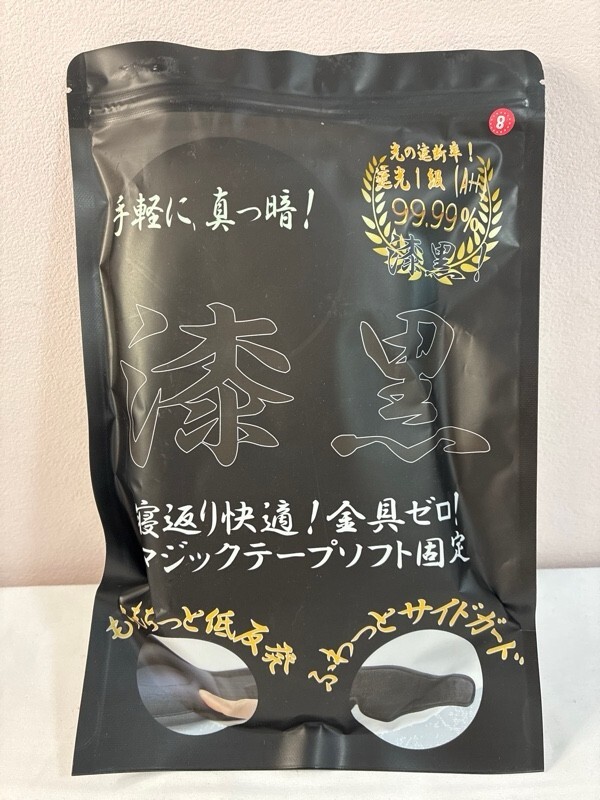 8
光の遮断率！
遮光1級(A++)
99.99%
漆黒！
手軽に、真っ暗！
漆黒
寝返り快適！金具ゼロ！
マジックテープソフト固定
もちもちっと低反発
ふわっとサイドガード